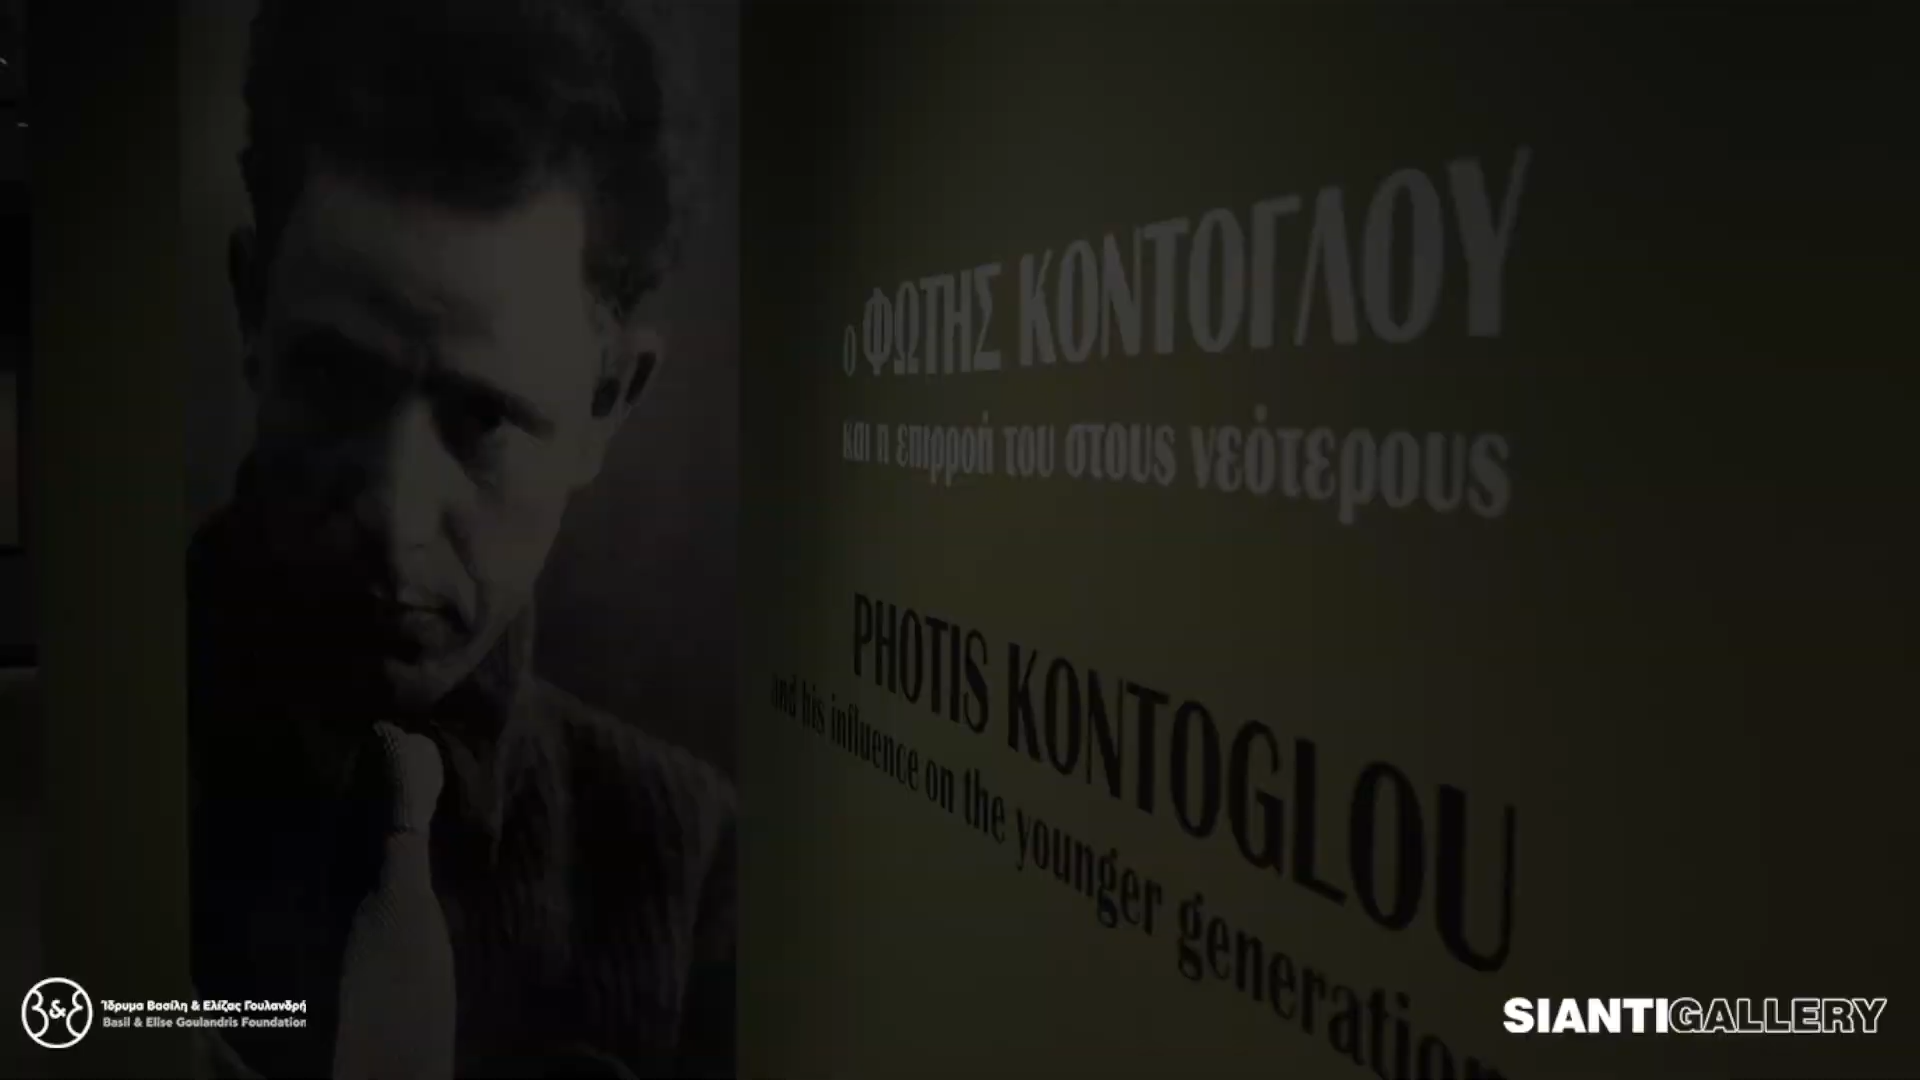 ο ΦΩΤΗΣ ΚΟΝΤΟΓΛΟΥ
και η επιρροή του στους νεότερους
PHOTIS KONTOGLOU
and his influence on the younger generation
Ίδρυμα Βασίλη & Ελίζας Γουλανδρή
Basil & Elise Goulandris Foundation
SIANTIGALLERY